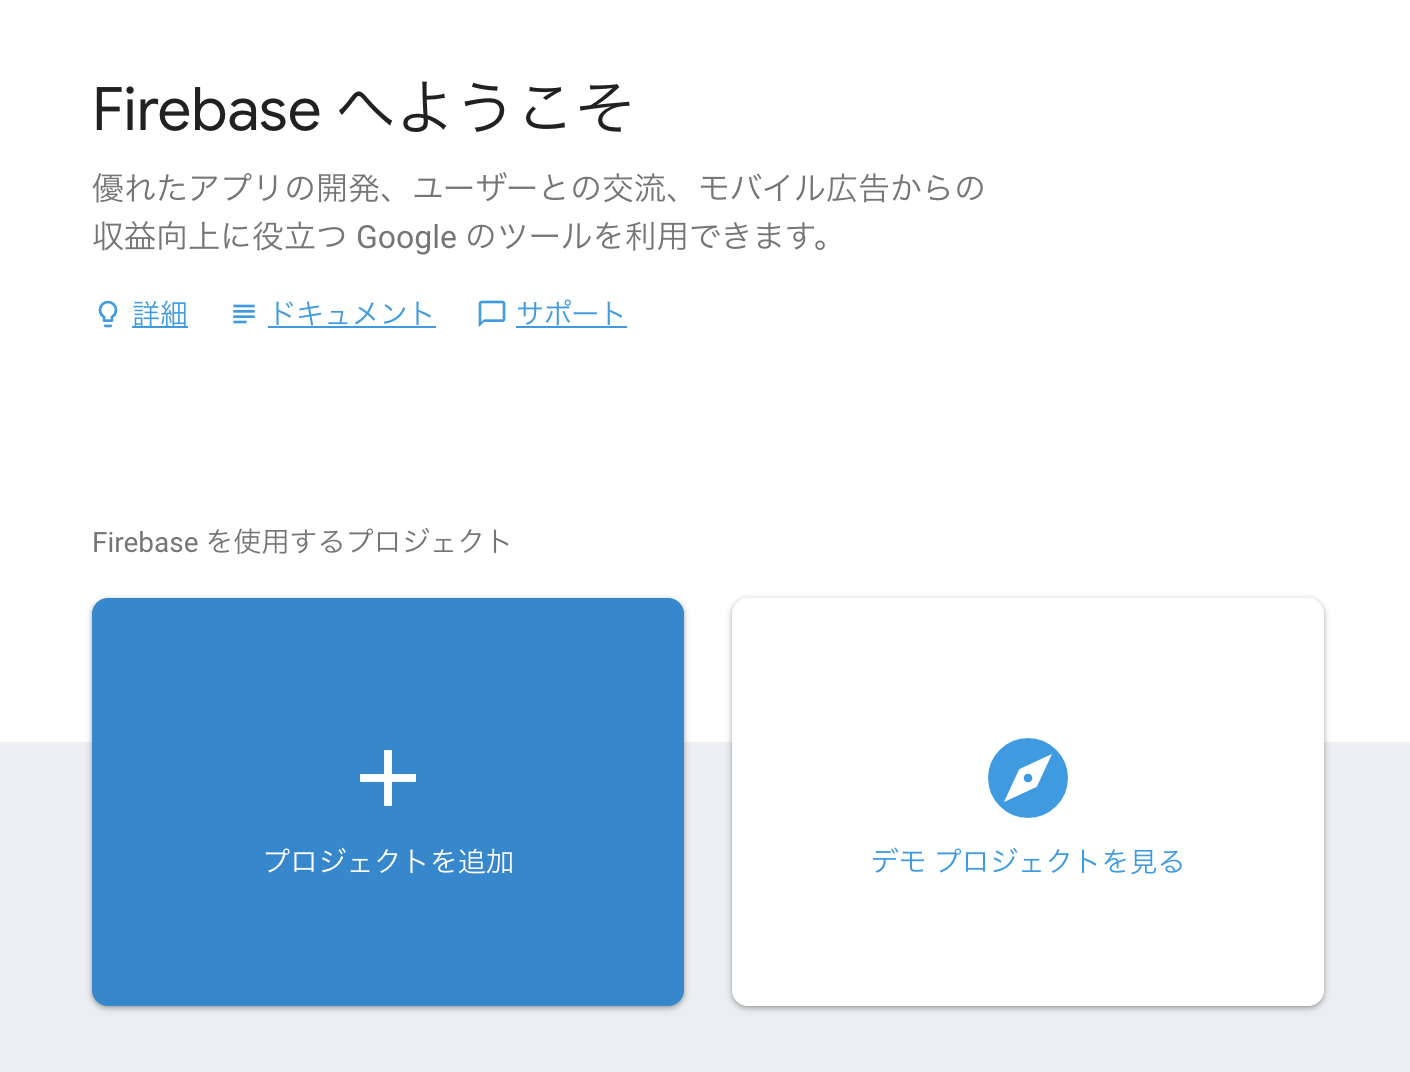 Firebase へようこそ
優れたアプリの開発、ユーザーとの交流、モバイル広告からの
収益向上に役立つ Google のツールを利用できます。
詳細 ドキュメント サポート
Firebase を使用するプロジェクト
プロジェクトを追加
デモ プロジェクトを見る